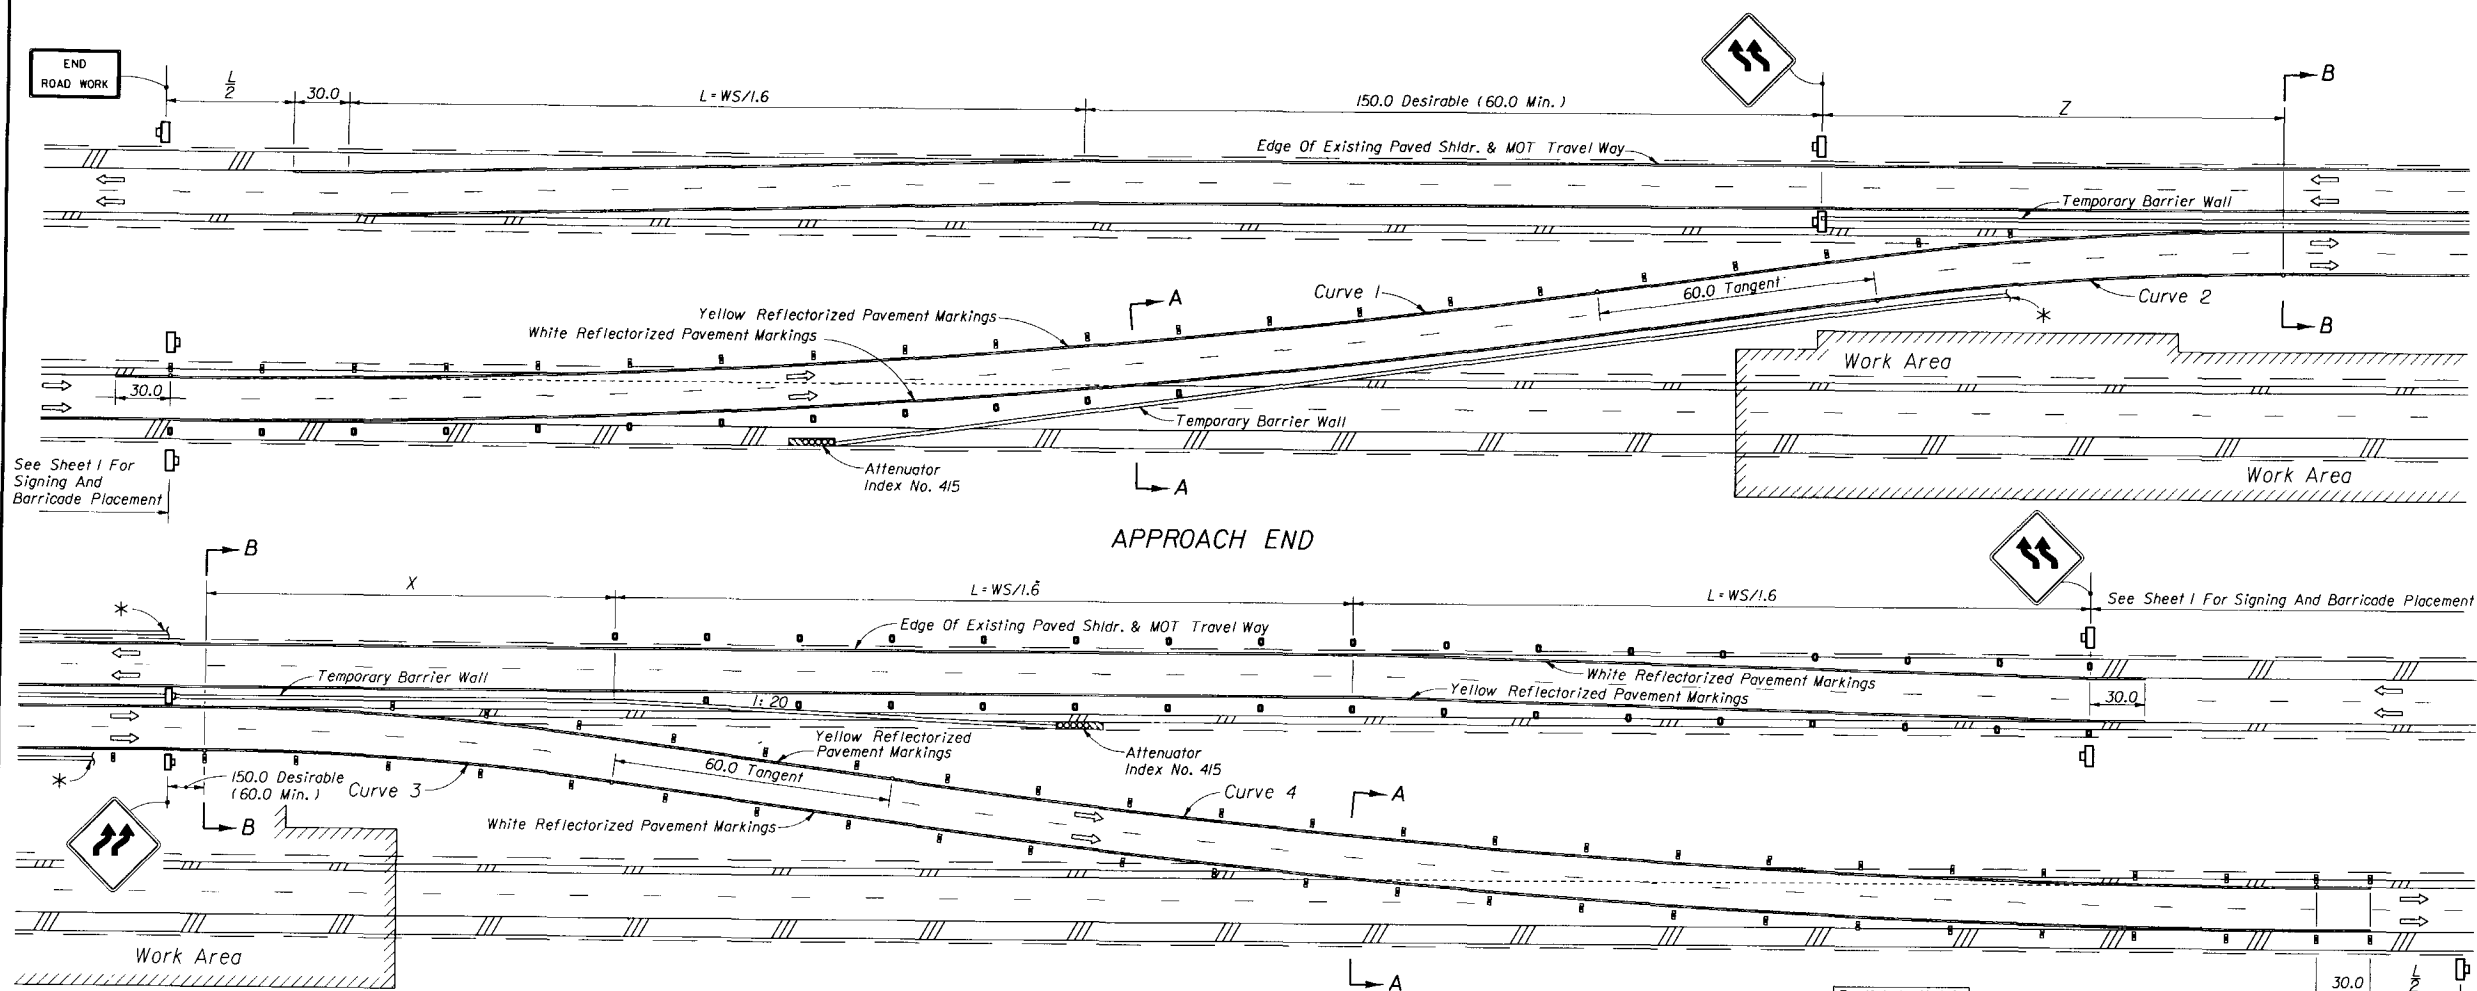 END
ROAD WORK
L/2
30.0
L = WS/1.6
150.0 Desirable (60.0 Min.)
Z
B
Edge Of Existing Paved Shldr. & MOT Travel Way
Temporary Barrier Wall
A
Curve 1
60.0 Tangent
Curve 2
*
B
Yellow Reflectorized Pavement Markings
White Reflectorized Pavement Markings
30.0
Work Area
Temporary Barrier Wall
Attenuator
Index No. 415
A
See Sheet 1 For
Signing And
Barricade Placement
Work Area
APPROACH END
B
X
L = WS/1.6
L = WS/1.6
See Sheet 1 For Signing And Barricade Placement
*
Edge Of Existing Paved Shldr. & MOT Travel Way
Temporary Barrier Wall
White Reflectorized Pavement Markings
Yellow Reflectorized Pavement Markings
1:20
30.0
Yellow Reflectorized
Pavement Markings
Attenuator
Index No. 415
60.0 Tangent
*
150.0 Desirable
(60.0 Min.)
Curve 3
Curve 4
A
B
White Reflectorized Pavement Markings
Work Area
A
30.0
L/2